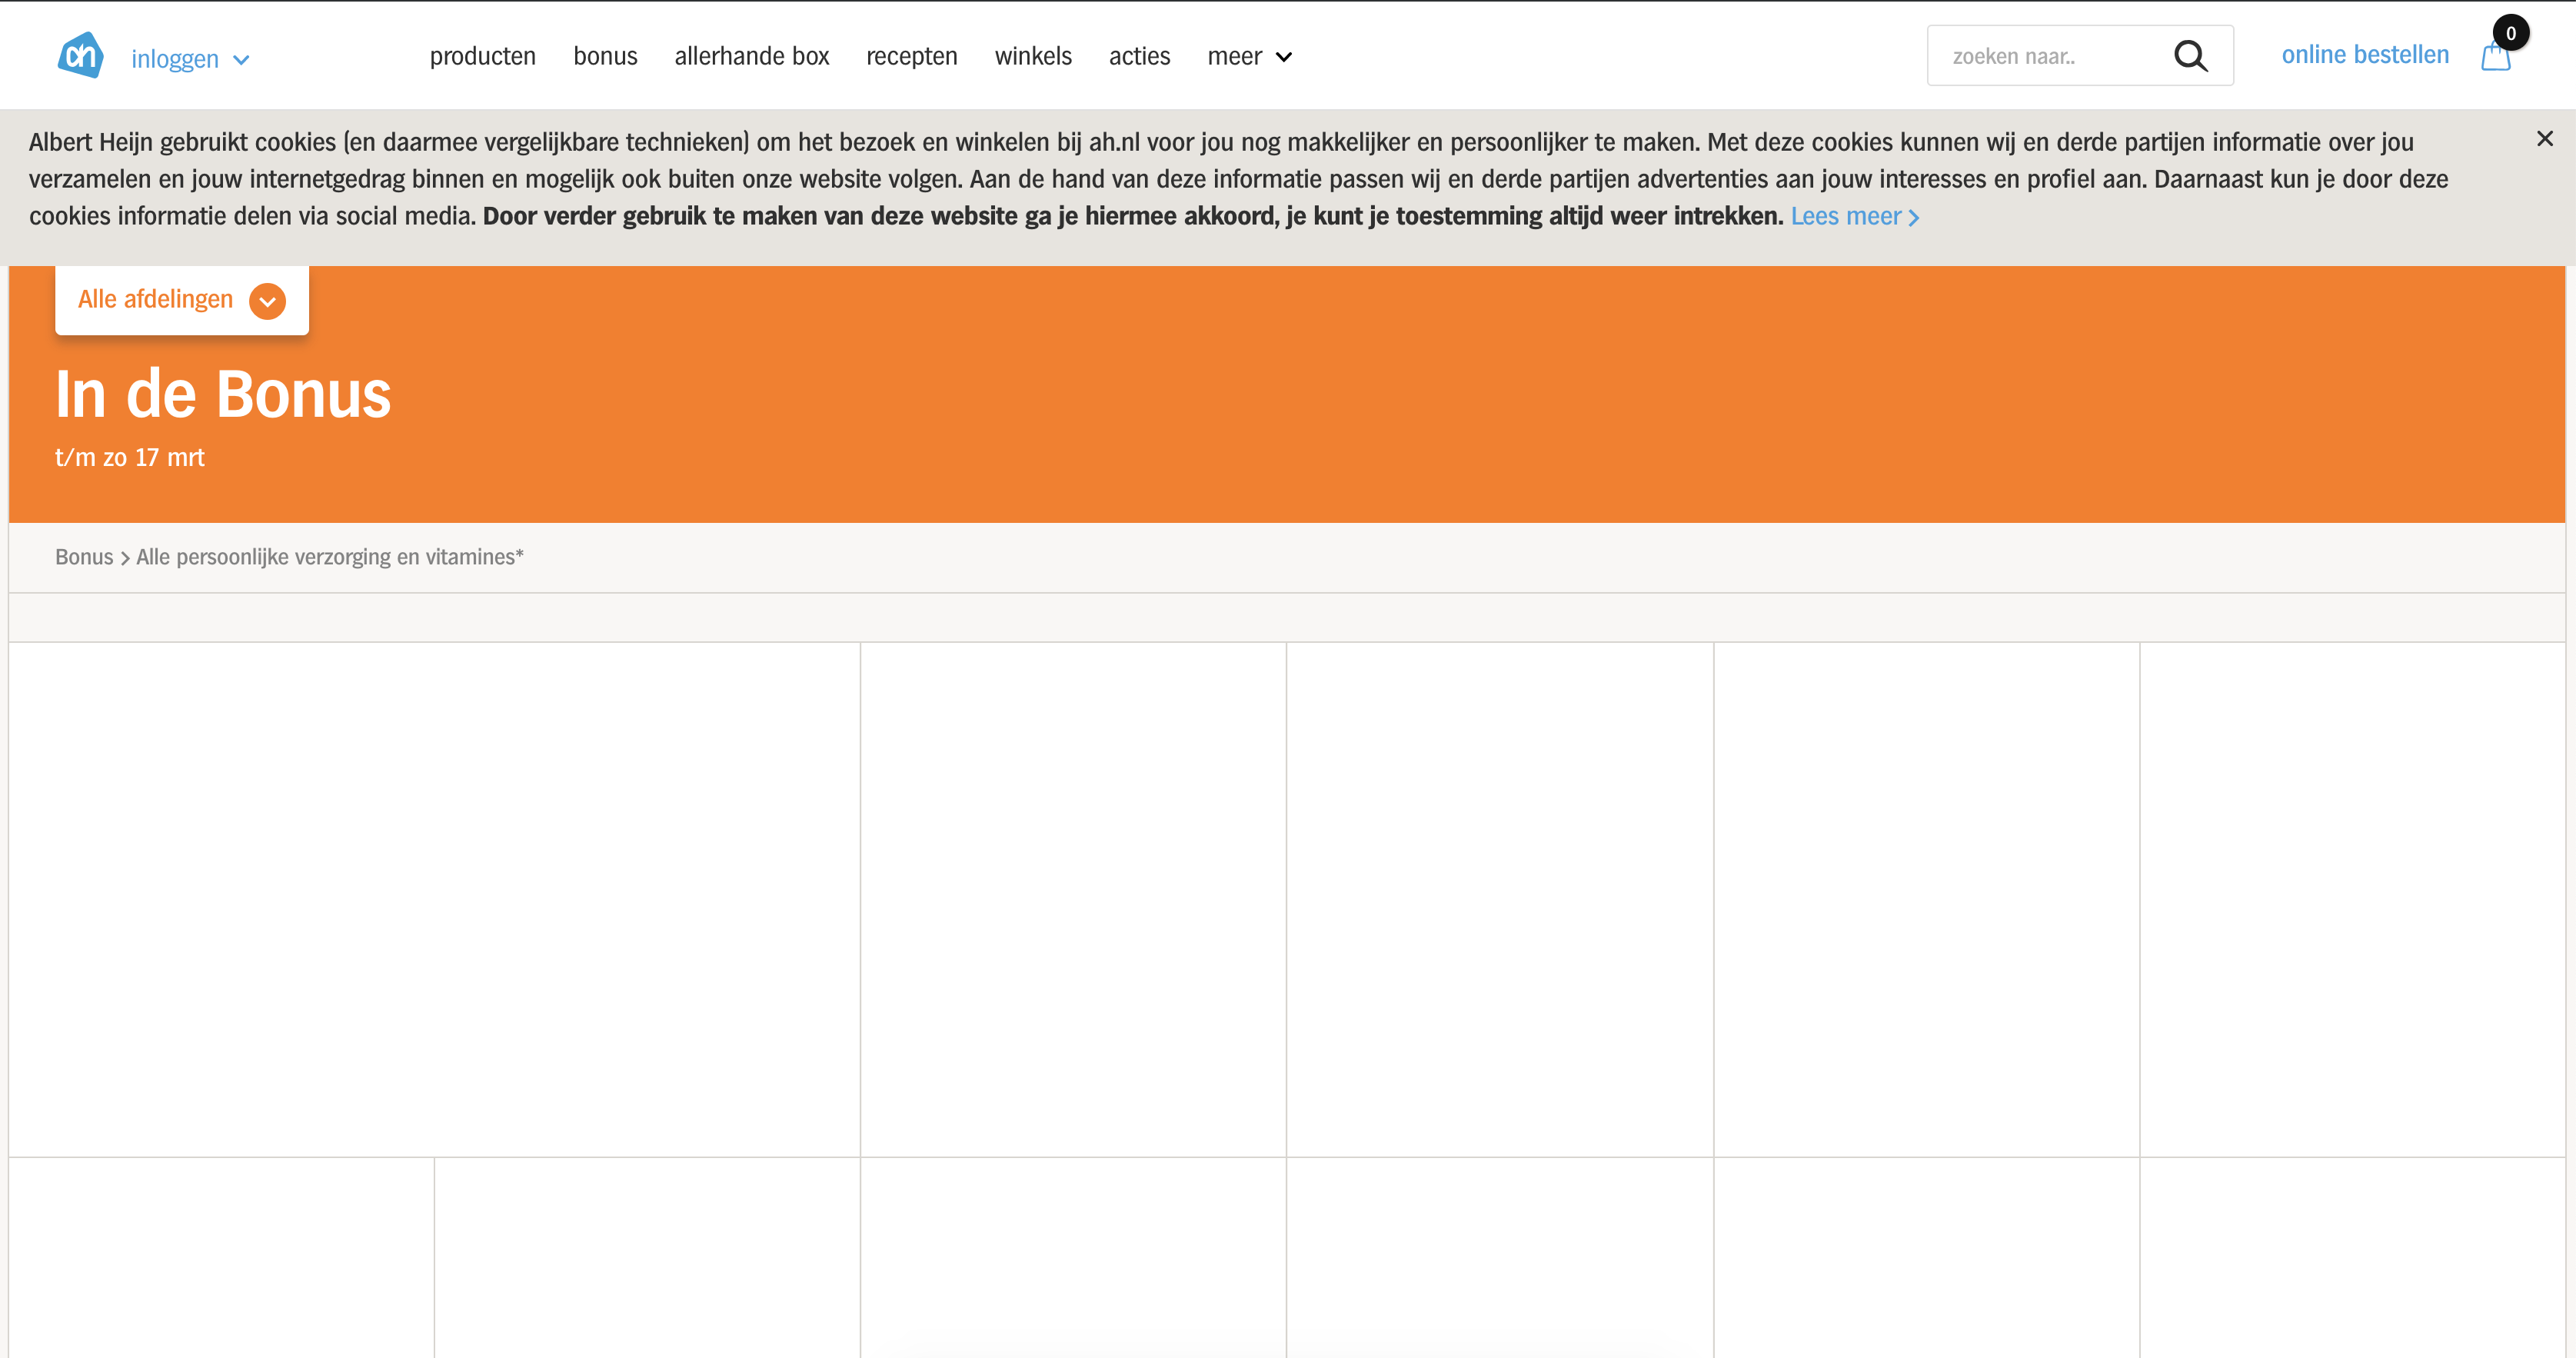 ah
inloggen
producten
bonus
allerhande box
recepten
winkels
acties
meer
zoeken naar..
online bestellen
0
Albert Heijn gebruikt cookies (en daarmee vergelijkbare technieken) om het bezoek en winkelen bij ah.nl voor jou nog makkelijker en persoonlijker te maken. Met deze cookies kunnen wij en derde partijen informatie over jou
verzamelen en jouw internetgedrag binnen en mogelijk ook buiten onze website volgen. Aan de hand van deze informatie passen wij en derde partijen advertenties aan jouw interesses en profiel aan. Daarnaast kun je door deze
cookies informatie delen via social media. Door verder gebruik te maken van deze website ga je hiermee akkoord, je kunt je toestemming altijd weer intrekken. Lees meer
Alle afdelingen
In de Bonus
t/m zo 17 mrt
Bonus > Alle persoonlijke verzorging en vitamines*